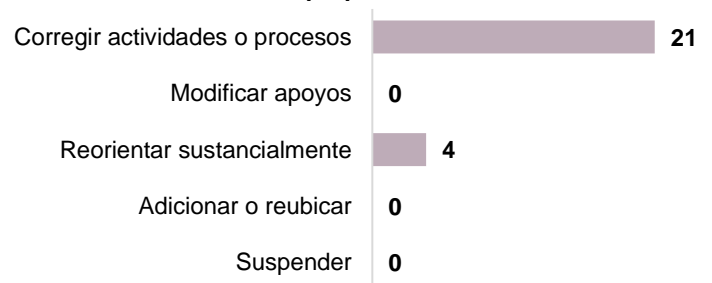 Corregir actividades o procesos 21
Modificar apoyos 0
Reorientar sustancialmente 4
Adicionar o reubicar 0
Suspender 0